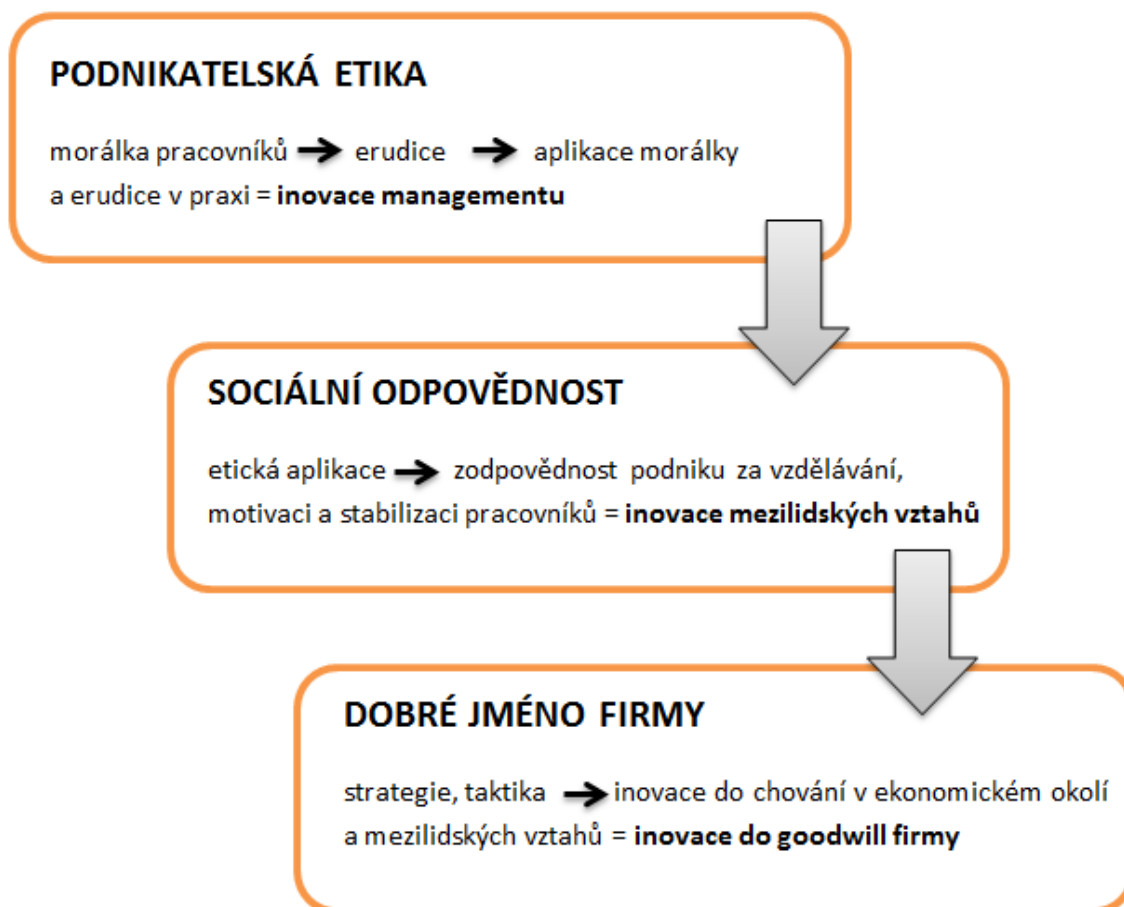 PODNIKATELSKÁ ETIKA
morálka pracovníků → erudice → aplikace morálky
a erudice v praxi = inovace managementu
SOCIÁLNÍ ODPOVĚDNOST
etická aplikace → zodpovědnost podniku za vzdělávání,
motivaci a stabilizaci pracovníků = inovace mezilidských vztahů
DOBRÉ JMÉNO FIRMY
strategie, taktika → inovace do chování v ekonomickém okolí
a mezilidských vztahů = inovace do goodwill firmy